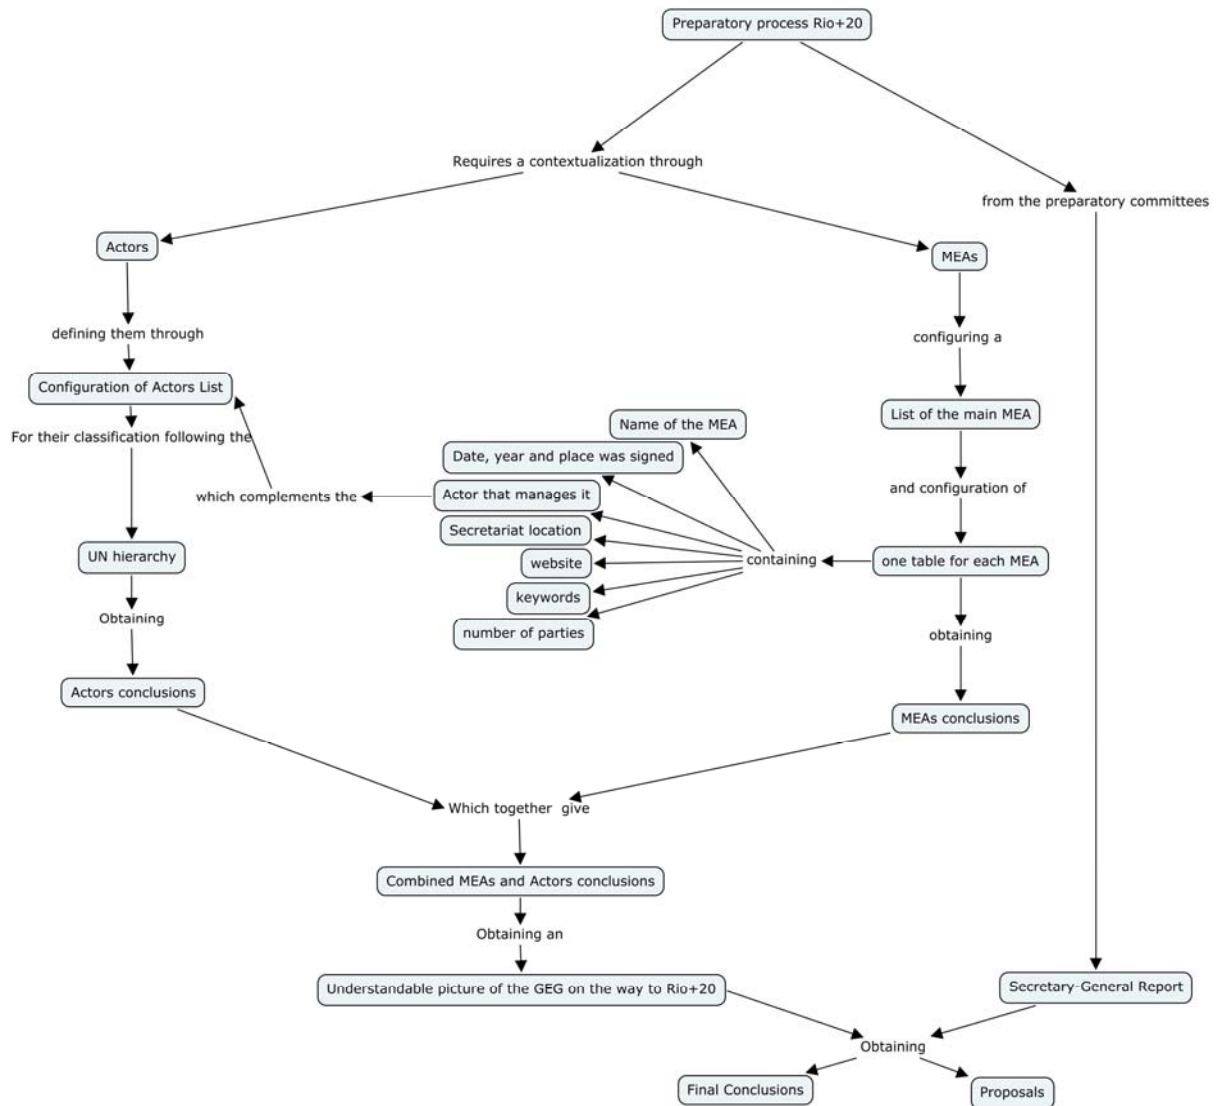 Preparatory process Rio+20
Requires a contextualization through
from the preparatory committees
Actors
MEAs
defining them through
configuring a
Configuration of Actors List
List of the main MEA
Name of the MEA
For their classification following the
Date, year and place was signed
and configuration of
which complements the
Actor that manages it
Secretariat location
UN hierarchy
website
containing
one table for each MEA
keywords
Obtaining
number of parties
obtaining
Actors conclusions
MEAs conclusions
Which together give
Combined MEAs and Actors conclusions
Obtaining an
Understandable picture of the GEG on the way to Rio+20
Secretary-General Report
Obtaining
Final Conclusions
Proposals